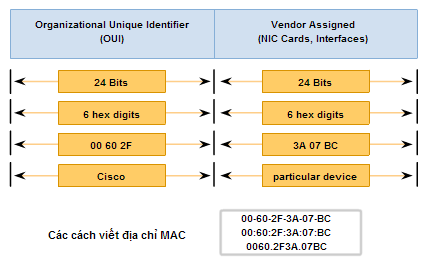 Organizational Unique Identifier
(OUI)
Vendor Assigned
(NIC Cards, Interfaces)
24 Bits
24 Bits
6 hex digits
6 hex digits
00 60 2F
3A 07 BC
Cisco
particular device
Các cách viết địa chỉ MAC
00-60-2F-3A-07-BC
00:60:2F:3A:07:BC
0060.2F3A.07BC